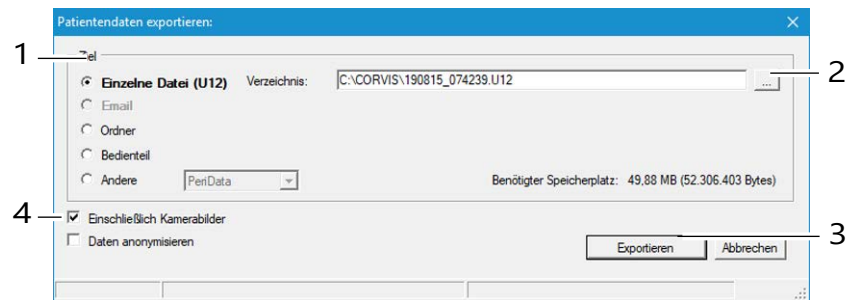 Patientendaten exportieren:
1
Ziel
Einzelne Datei (U12) Verzeichnis: C:\CORVIS\190815_074239.U12 ...
2
Email
Ordner
Bedienteil
Andere PeriData Benötigter Speicherplatz: 49,88 MB (52.306.403 Bytes)
4
Einschließlich Kamerabilder
Daten anonymisieren
Exportieren Abbrechen
3